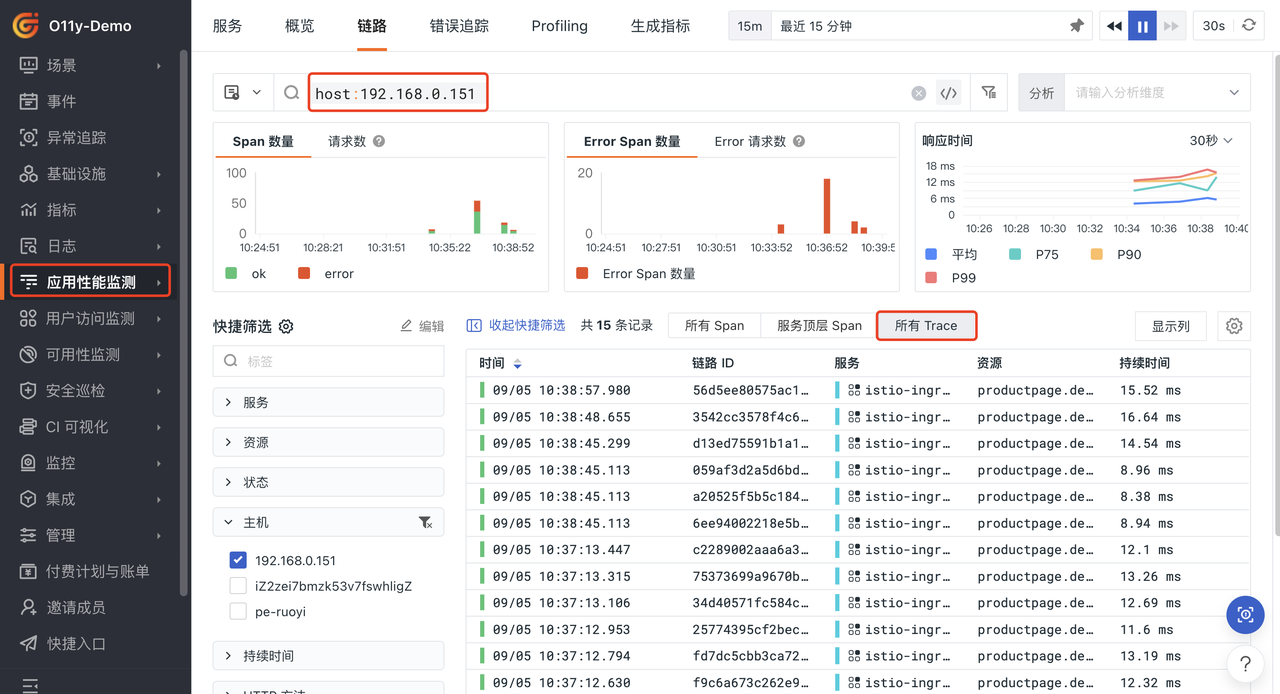 O11y-Demo
场景
事件
异常追踪
基础设施
指标
日志
应用性能监测
用户访问监测
可用性监测
安全巡检
CI 可视化
监控
集成
管理
付费计划与账单
邀请成员
快捷入口
服务 概览 链路 错误追踪 Profiling 生成指标 15m 最近 15 分钟 30s
host:192.168.0.151 </> 分析 请输入分析维度
Span 数量 请求数 ?
100
50
0
10:24:51 10:28:21 10:31:51 10:35:22 10:38:52
ok error
Error Span 数量 Error 请求数 ?
20
0
10:24:51 10:27:51 10:30:51 10:33:52 10:36:52 10:39:5
Error Span 数量
响应时间 30秒
18 ms
12 ms
6 ms
0
10:26 10:28 10:30 10:32 10:34 10:36 10:38 10:40
平均 P75 P90
P99
快捷筛选 编辑
标签
服务
资源
状态
主机
192.168.0.151
iZ2zei7bmzk53v7fswhligZ
pe-ruoyi
持续时间
HTTP 方法
收起快捷筛选 共 15 条记录 所有 Span 服务顶层 Span 所有 Trace 显示列
时间 链路 ID 服务 资源 持续时间
09/05 10:38:57.980 56d5ee80575ac1… istio-ingr… productpage.de… 15.52 ms
09/05 10:38:48.655 3542cc3578f4c6… istio-ingr… productpage.de… 16.64 ms
09/05 10:38:45.299 d13ed75591b1a1… istio-ingr… productpage.de… 14.54 ms
09/05 10:38:45.113 059af3d2a5d6bd… istio-ingr… productpage.de… 8.96 ms
09/05 10:38:45.113 a20525f5b5c184… istio-ingr… productpage.de… 8.38 ms
09/05 10:38:45.113 6ee94002218e5b… istio-ingr… productpage.de… 8.94 ms
09/05 10:37:13.447 c2289002aaa6a3… istio-ingr… productpage.de… 12.1 ms
09/05 10:37:13.315 75373699a9670b… istio-ingr… productpage.de… 13.26 ms
09/05 10:37:13.106 34d40571fc584c… istio-ingr… productpage.de… 12.69 ms
09/05 10:37:12.953 25774395cf2bec… istio-ingr… productpage.de… 11.6 ms
09/05 10:37:12.794 fd7dc5cbb3ca72… istio-ingr… productpage.de… 13.19 ms
09/05 10:37:12.630 f9c6a673c262e9… istio-ingr… productpage.de… 12.32 ms
?